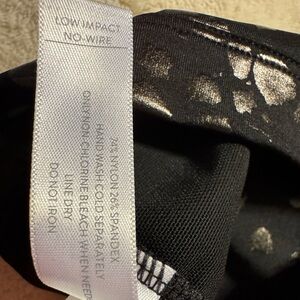 LOW IMPACT
NO-WIRE
74% NYLON 26% SPANDEX
HAND WASH COLD SEPARATELY
ONLY NON-CHLORINE BLEACH WHEN NEED
LINE DRY
DO NOT IRON